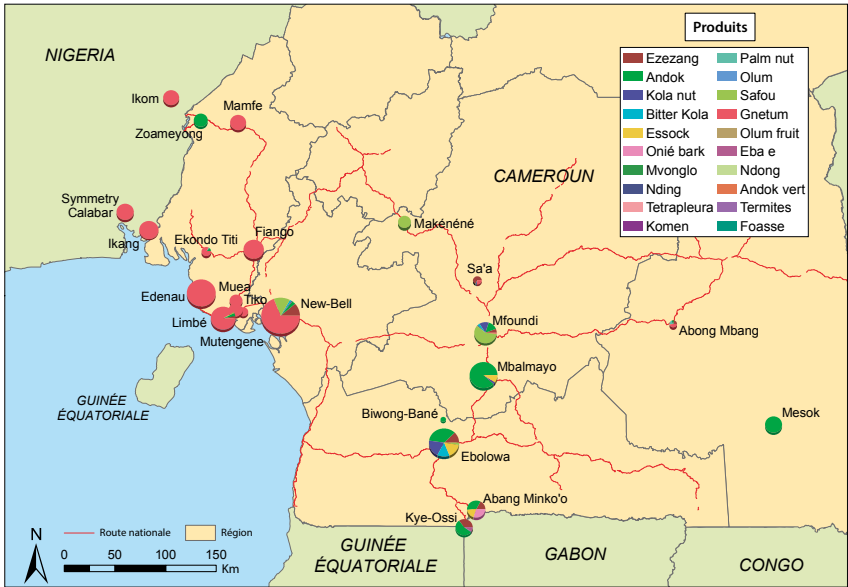 Produits
Ezezang
Andok
Kola nut
Bitter Kola
Essock
Onié bark
Mvonglo
Nding
Tetrapleura
Komen
Palm nut
Olum
Safou
Gnetum
Olum fruit
Eba e
Ndong
Andok vert
Termites
Foasse
NIGERIA
Ikom
Mamfe
Zoameyong
CAMEROUN
Symmetry
Calabar
Ikang
Ekondo Titi
Fiango
Makénéné
Sa'a
Edenau
Muea
Tiko
New-Bell
Limbé
Mutengene
Mfoundi
Abong Mbang
Mbalmayo
GUINÉE
ÉQUATORIALE
Biwong-Bané
Mesok
Ebolowa
Abang Minko'o
Kye-Ossi
N
Route nationale
Région
0 50 100 150
Km
GUINÉE
ÉQUATORIALE
GABON
CONGO